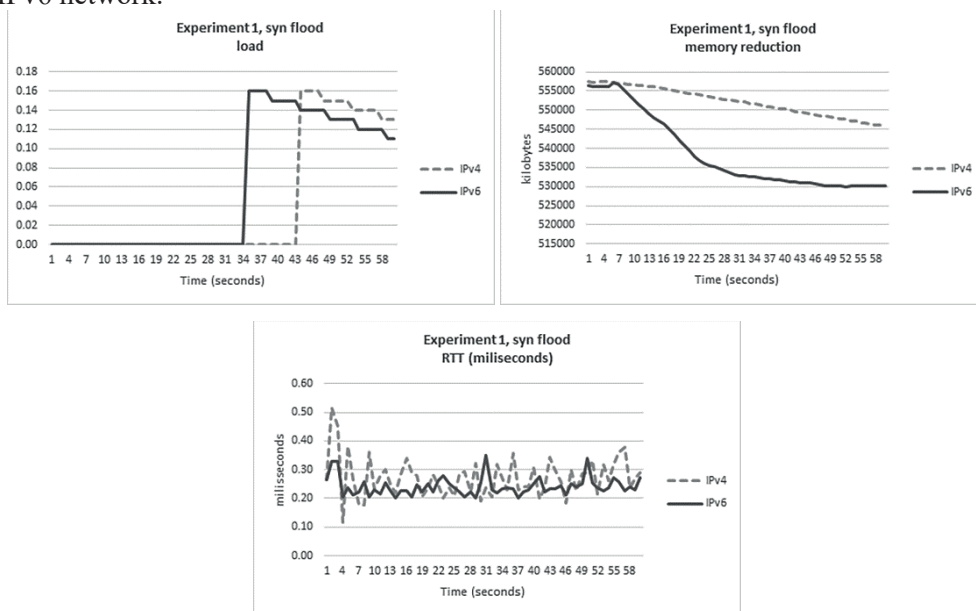 IPv6 network.
Experiment 1, syn flood
load
0.18
0.16
0.14
0.12
0.10
0.08
0.06
0.04
0.02
0.00
1 4 7 10 13 16 19 22 25 28 31 34 37 40 43 46 49 52 55 58
Time (seconds)
IPv4
IPv6
Experiment 1, syn flood
memory reduction
kilobytes
560000
555000
550000
545000
540000
535000
530000
525000
520000
515000
1 4 7 10 13 16 19 22 25 28 31 34 37 40 43 46 49 52 55 58
Time (seconds)
IPv4
IPv6
Experiment 1, syn flood
RTT (miliseconds)
milisseconds
0.60
0.50
0.40
0.30
0.20
0.10
0.00
1 4 7 10 13 16 19 22 25 28 31 34 37 40 43 46 49 52 55 58
Time (seconds)
IPv4
IPv6